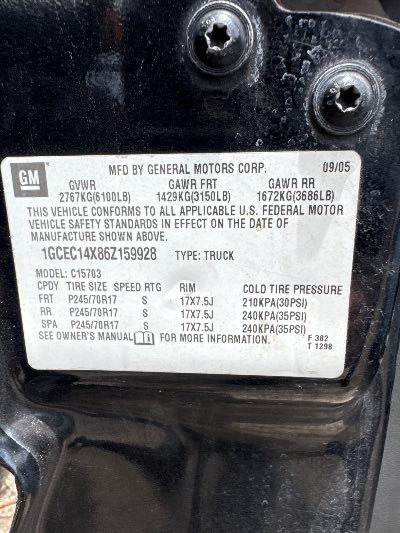 GM
MFD BY GENERAL MOTORS CORP. 09/05
GVWR GAWR FRT GAWR RR
2767KG(6100LB) 1429KG(3150LB) 1672KG(3686LB)
THIS VEHICLE CONFORMS TO ALL APPLICABLE U.S. FEDERAL MOTOR
VEHICLE SAFETY STANDARDS IN EFFECT ON THE DATE OF
MANUFACTURE SHOWN ABOVE.
1GCEC14X86Z159928 TYPE: TRUCK
MODEL: C15703
CPDY TIRE SIZE SPEED RTG RIM COLD TIRE PRESSURE
FRT P245/70R17 S 17X7.5J 210KPA(30PSI)
RR P245/70R17 S 17X7.5J 240KPA(35PSI)
SPA P245/70R17 S 17X7.5J 240KPA(35PSI)
SEE OWNER'S MANUAL FOR MORE INFORMATION. F 382
T 1298